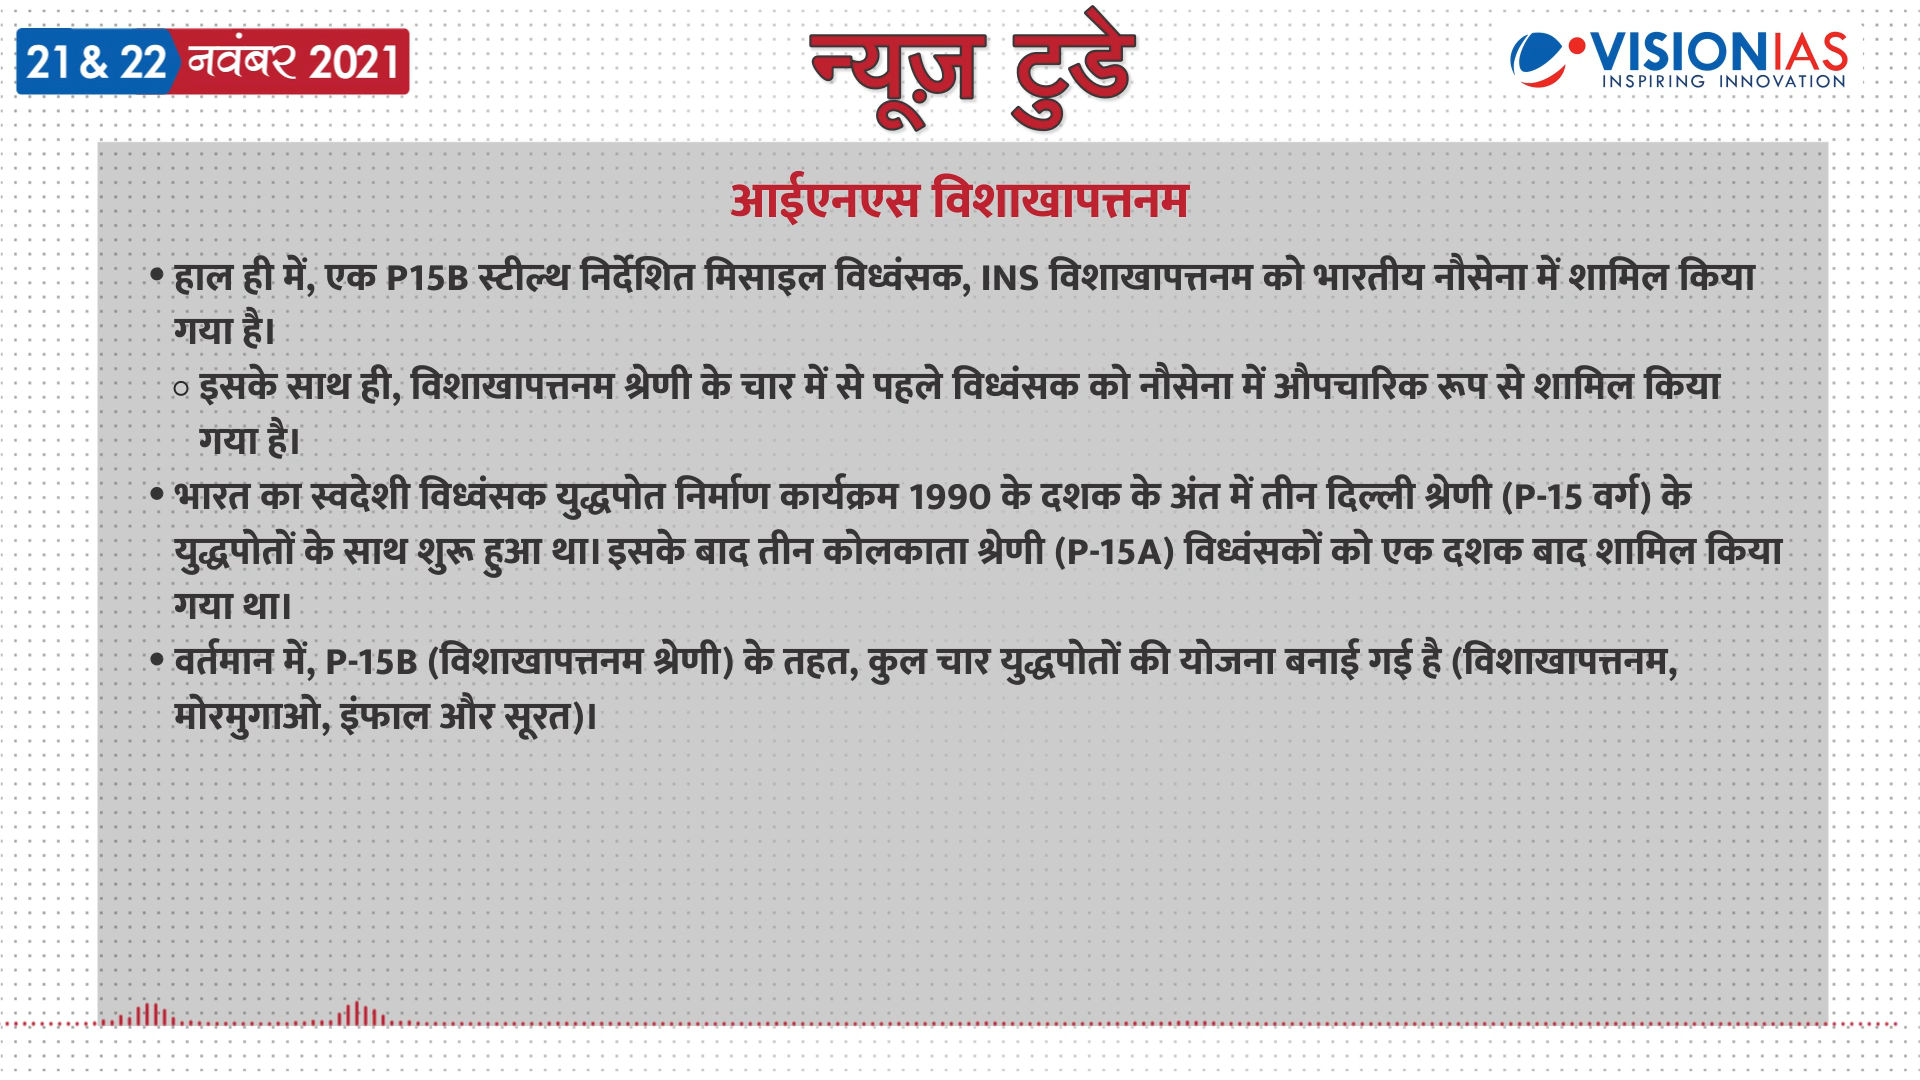 21 & 22 नवंबर 2021
न्यूज़ टुडे
VISIONIAS
INSPIRING INNOVATION
आईएनएस विशाखापत्तनम
• हाल ही में, एक P15B स्टील्थ निर्देशित मिसाइल विध्वंसक, INS विशाखापत्तनम को भारतीय नौसेना में शामिल किया
गया है।
○ इसके साथ ही, विशाखापत्तनम श्रेणी के चार में से पहले विध्वंसक को नौसेना में औपचारिक रूप से शामिल किया
गया है।
• भारत का स्वदेशी विध्वंसक युद्धपोत निर्माण कार्यक्रम 1990 के दशक के अंत में तीन दिल्ली श्रेणी (P-15 वर्ग) के
युद्धपोतों के साथ शुरू हुआ था। इसके बाद तीन कोलकाता श्रेणी (P-15A) विध्वंसकों को एक दशक बाद शामिल किया
गया था।
• वर्तमान में, P-15B (विशाखापत्तनम श्रेणी) के तहत, कुल चार युद्धपोतों की योजना बनाई गई है (विशाखापत्तनम,
मोरमुगाओ, इंफाल और सूरत)।